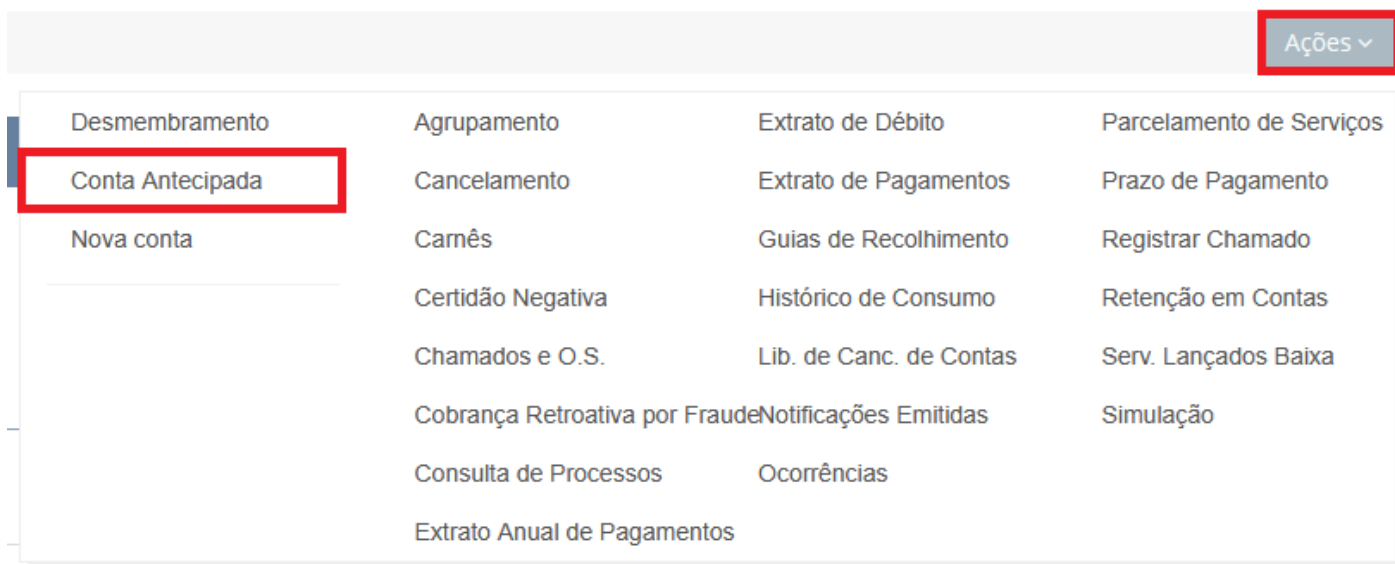 Ações
Desmembramento
Conta Antecipada
Nova conta
Agrupamento
Cancelamento
Carnês
Certidão Negativa
Chamados e O.S.
Cobrança Retroativa por Fraude
Consulta de Processos
Extrato Anual de Pagamentos
Extrato de Débito
Extrato de Pagamentos
Guias de Recolhimento
Histórico de Consumo
Lib. de Canc. de Contas
Notificações Emitidas
Ocorrências
Parcelamento de Serviços
Prazo de Pagamento
Registrar Chamado
Retenção em Contas
Serv. Lançados Baixa
Simulação